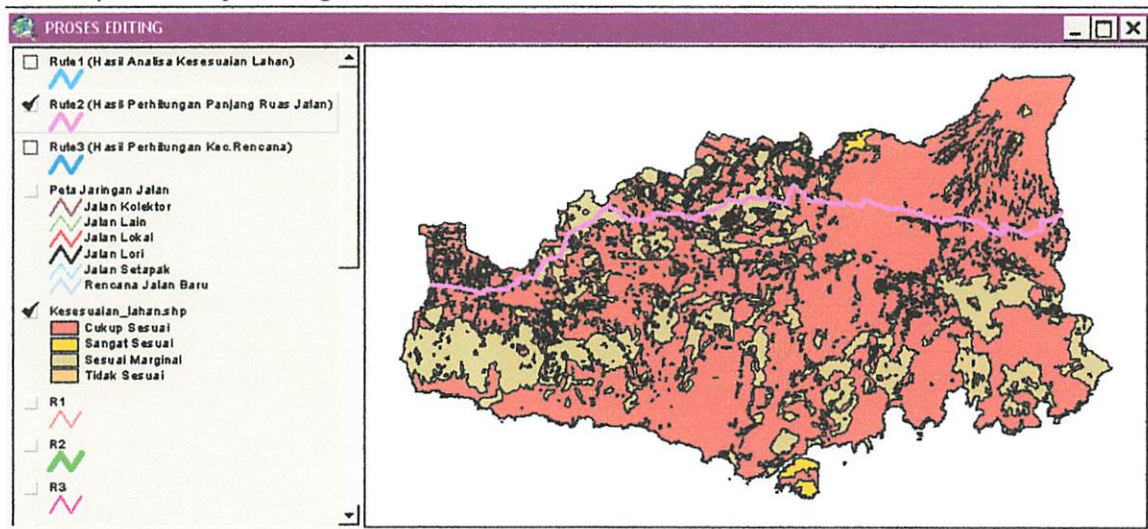 PROSES EDITING
Rute1 (Hasil Analisa Kesesuaian Lahan)
Rute2 (Hasil Perhitungan Panjang Ruas Jalan)
Rute3 (Hasil Perhitungan Kec.Rencana)
Peta Jaringan Jalan
Jalan Kolektor
Jalan Lain
Jalan Lokal
Jalan Lori
Jalan Setapak
Rencana Jalan Baru
Kesesuaian_lahan.shp
Cukup Sesuai
Sangat Sesuai
Sesuai Marginal
Tidak Sesuai
R1
R2
R3